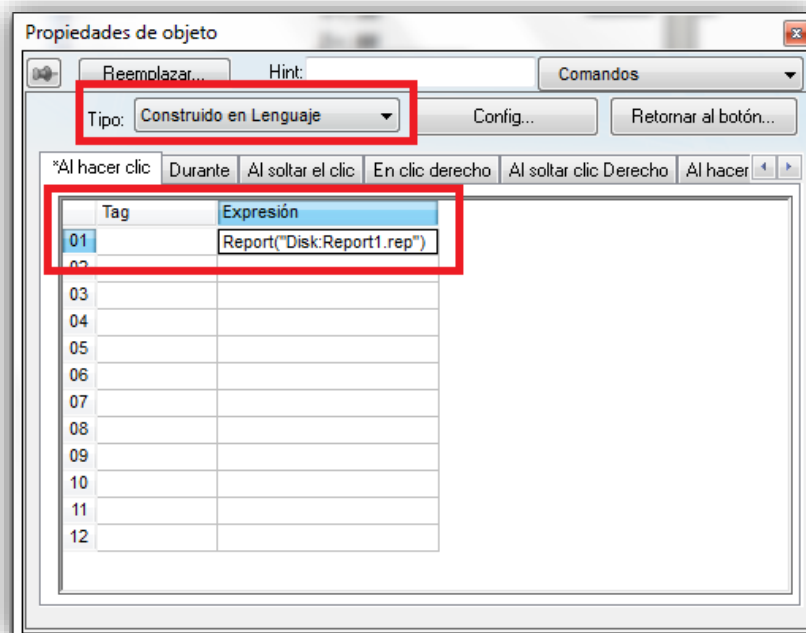 Propiedades de objeto
Reemplazar... Hint: Comandos
Tipo: Construido en Lenguaje Config... Retornar al botón...
*Al hacer clic Durante Al soltar el clic En clic derecho Al soltar clic Derecho Al hacer
Tag Expresión
01 Report("Disk:Report1.rep")
02
03
04
05
06
07
08
09
10
11
12